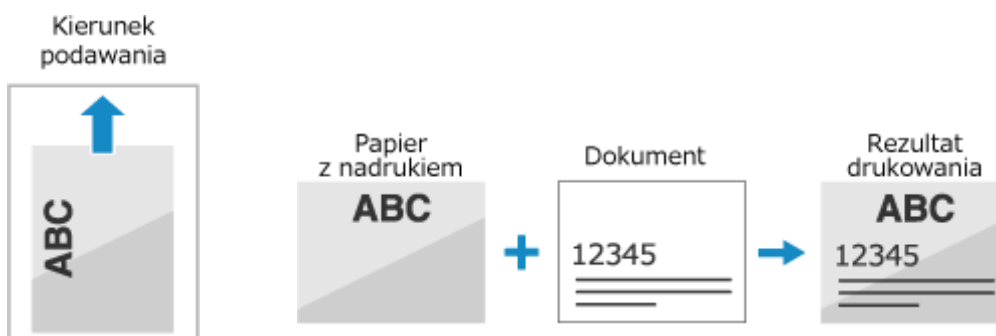 Kierunek
podawania
ABC
Papier
z nadrukiem
ABC
Dokument
12345
Rezultat
drukowania
ABC
12345